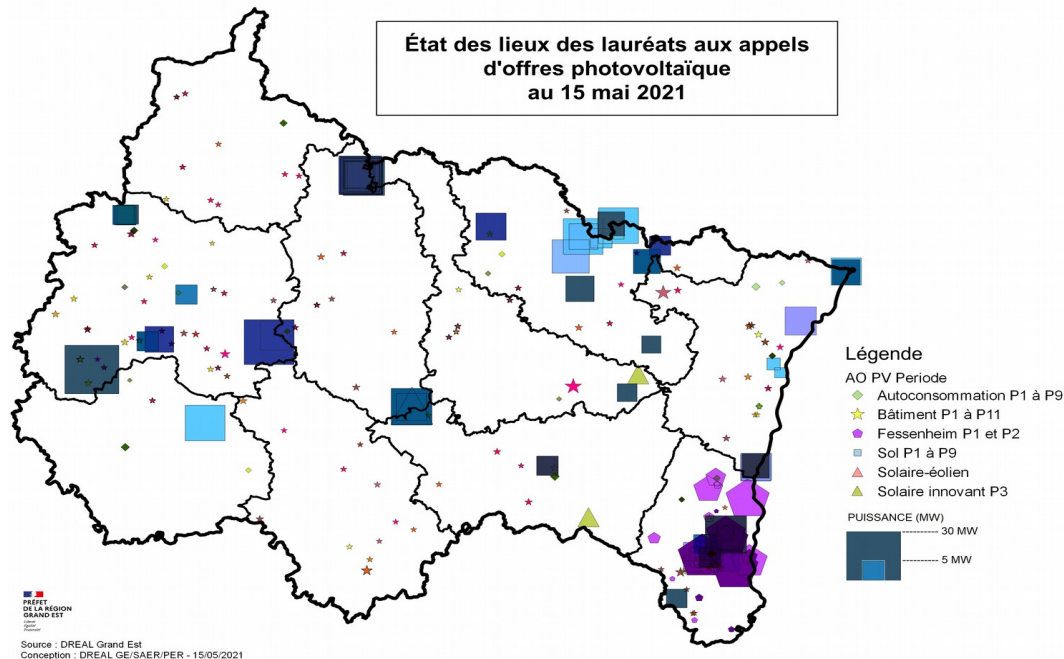 État des lieux des lauréats aux appels
d'offres photovoltaïque
au 15 mai 2021
Légende
AO PV Periode
Autoconsommation P1 à P9
Bâtiment P1 à P11
Fessenheim P1 et P2
Sol P1 à P9
Solaire-éolien
Solaire innovant P3
PUISSANCE (MW)
30 MW
5 MW
PRÉFET
DE LA RÉGION
GRAND EST
Liberté
Égalité
Fraternité
Source : DREAL Grand Est
Conception : DREAL GE/SAER/PER - 15/05/2021